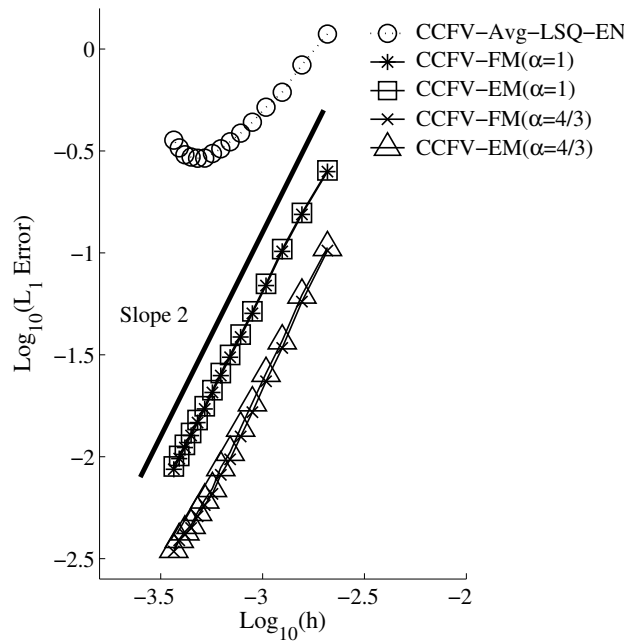 CCFV−Avg−LSQ−EN
CCFV−FM(α=1)
CCFV−EM(α=1)
CCFV−FM(α=4/3)
CCFV−EM(α=4/3)
0
−0.5
−1
−1.5
−2
−2.5
Log10(L1 Error)
Slope 2
−3.5
−3
−2.5
−2
Log10(h)